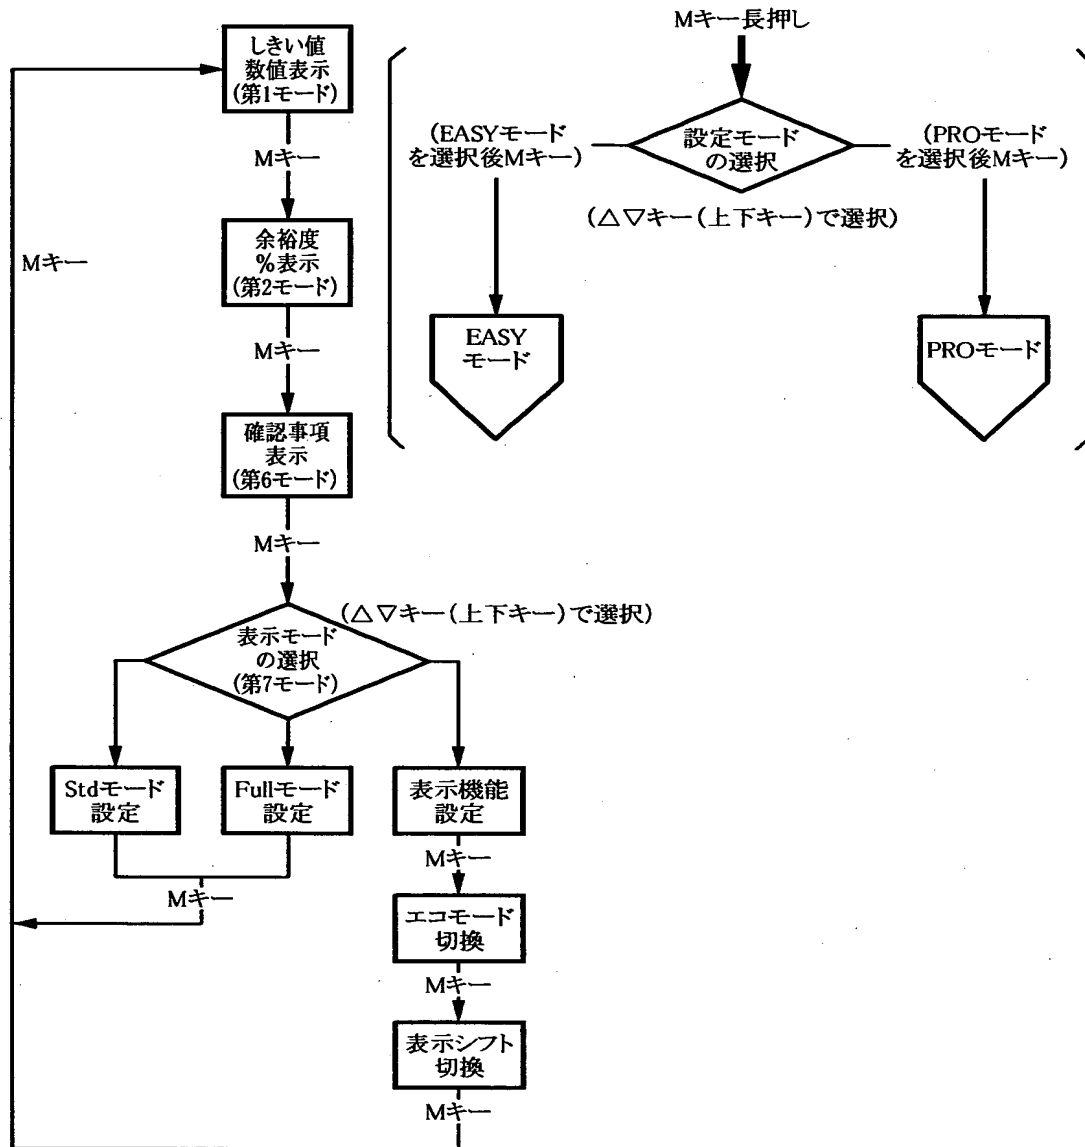 しきい値
数値表示
(第1モード)
Mキー
Mキー
余裕度
%表示
(第2モード)
Mキー
確認事項
表示
(第6モード)
Mキー
(△▽キー(上下キー)で選択)
表示モード
の選択
(第7モード)
Stdモード
設定
Fullモード
設定
表示機能
設定
Mキー
Mキー
エコモード
切換
Mキー
表示シフト
切換
Mキー
Mキー長押し
設定モード
の選択
(EASYモード
を選択後Mキー)
(PROモード
を選択後Mキー)
(△▽キー(上下キー)で選択)
EASY
モード
PROモード